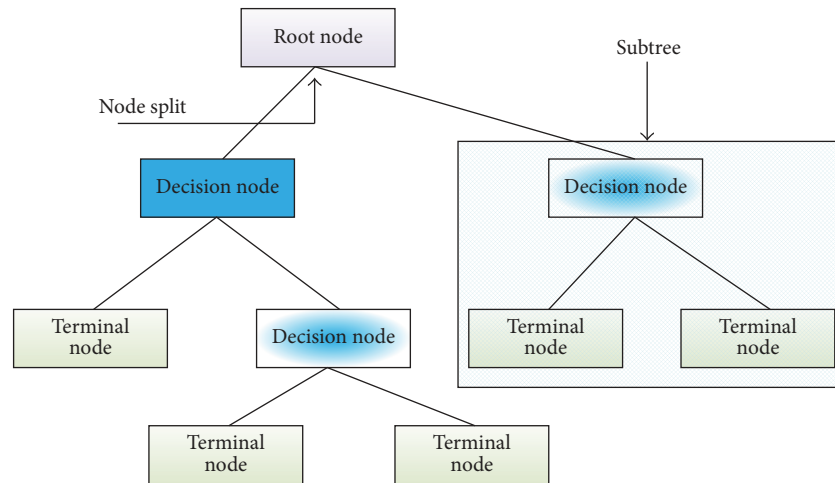 Root node
Subtree
Node split
Decision node
Decision node
Terminal
node
Decision node
Terminal
node
Terminal
node
Terminal
node
Terminal
node